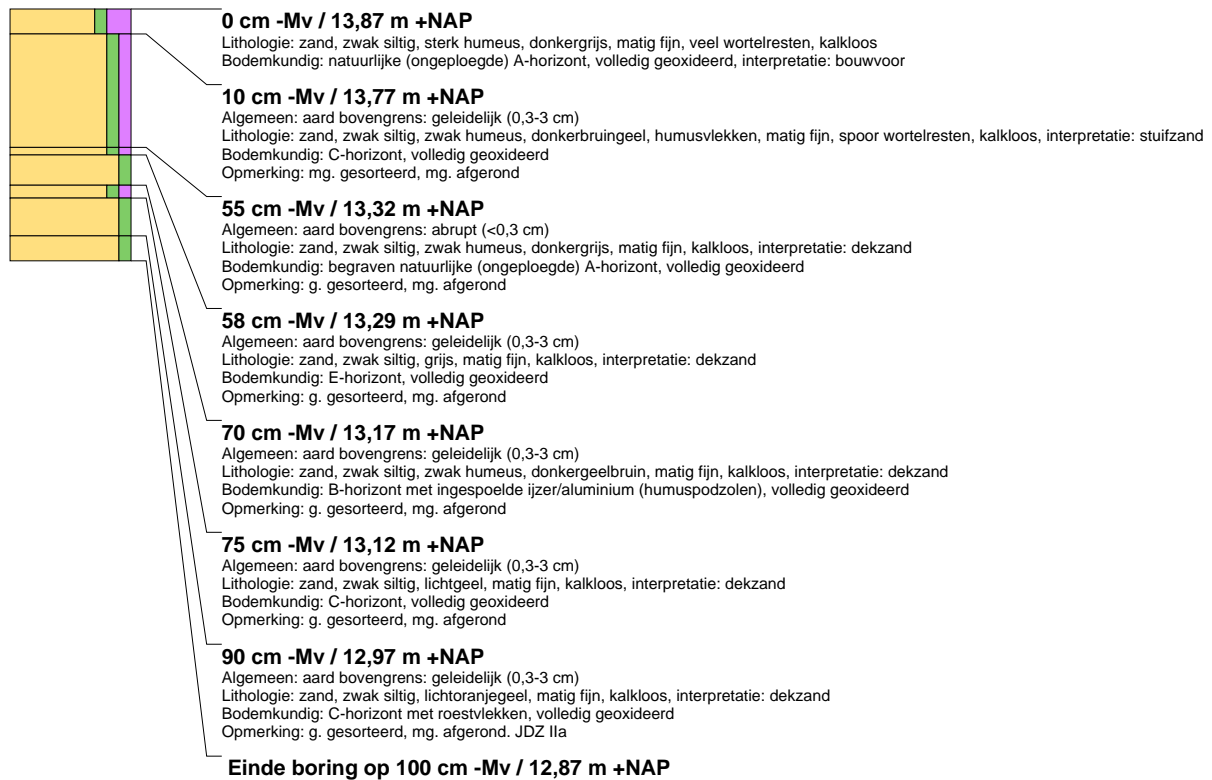 0 cm -Mv / 13,87 m +NAP
Lithologie: zand, zwak siltig, sterk humeus, donkergrijs, matig fijn, veel wortelresten, kalkloos
Bodemkundig: natuurlijke (ongeploegde) A-horizont, volledig geoxideerd, interpretatie: bouwvoor
10 cm -Mv / 13,77 m +NAP
Algemeen: aard bovengrens: geleidelijk (0,3-3 cm)
Lithologie: zand, zwak siltig, zwak humeus, donkerbruingeel, humusvlekken, matig fijn, spoor wortelresten, kalkloos, interpretatie: stuifzand
Bodemkundig: C-horizont, volledig geoxideerd
Opmerking: mg. gesorteerd, mg. afgerond
55 cm -Mv / 13,32 m +NAP
Algemeen: aard bovengrens: abrupt (<0,3 cm)
Lithologie: zand, zwak siltig, zwak humeus, donkergrijs, matig fijn, kalkloos, interpretatie: dekzand
Bodemkundig: begraven natuurlijke (ongeploegde) A-horizont, volledig geoxideerd
Opmerking: g. gesorteerd, mg. afgerond
58 cm -Mv / 13,29 m +NAP
Algemeen: aard bovengrens: geleidelijk (0,3-3 cm)
Lithologie: zand, zwak siltig, grijs, matig fijn, kalkloos, interpretatie: dekzand
Bodemkundig: E-horizont, volledig geoxideerd
Opmerking: g. gesorteerd, mg. afgerond
70 cm -Mv / 13,17 m +NAP
Algemeen: aard bovengrens: geleidelijk (0,3-3 cm)
Lithologie: zand, zwak siltig, zwak humeus, donkergeelbruin, matig fijn, kalkloos, interpretatie: dekzand
Bodemkundig: B-horizont met ingespoelde ijzer/aluminium (humuspodzolen), volledig geoxideerd
Opmerking: g. gesorteerd, mg. afgerond
75 cm -Mv / 13,12 m +NAP
Algemeen: aard bovengrens: geleidelijk (0,3-3 cm)
Lithologie: zand, zwak siltig, lichtgeel, matig fijn, kalkloos, interpretatie: dekzand
Bodemkundig: C-horizont, volledig geoxideerd
Opmerking: g. gesorteerd, mg. afgerond
90 cm -Mv / 12,97 m +NAP
Algemeen: aard bovengrens: geleidelijk (0,3-3 cm)
Lithologie: zand, zwak siltig, lichtoranjegeel, matig fijn, kalkloos, interpretatie: dekzand
Bodemkundig: C-horizont met roestvlekken, volledig geoxideerd
Opmerking: g. gesorteerd, mg. afgerond. JDZ IIa
Einde boring op 100 cm -Mv / 12,87 m +NAP